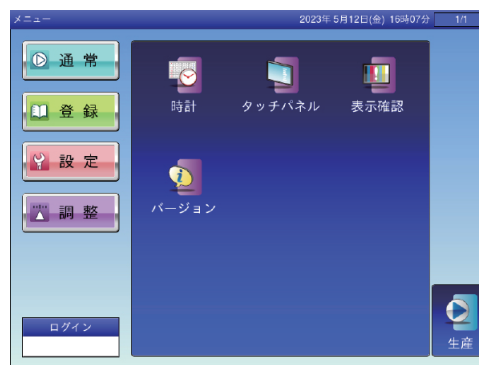 メニュー 2023年 5月12日(金) 16時07分 1/1
通 常
登 録
設 定
調 整
時計 タッチパネル 表示確認
バージョン
ログイン
生産